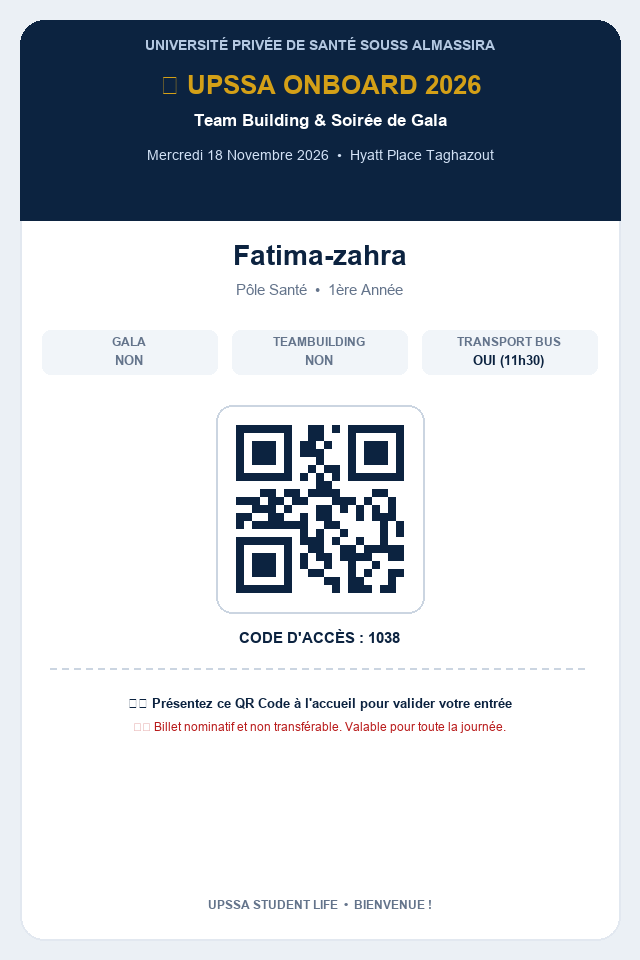 UNIVERSITÉ PRIVÉE DE SANTÉ SOUSS ALMASSIRA
UPSSA ONBOARD 2026
Team Building & Soirée de Gala
Mercredi 18 Novembre 2026 • Hyatt Place Taghazout
Fatima-zahra
Pôle Santé • 1ère Année
GALA
NON
TEAMBUILDING
NON
TRANSPORT BUS
OUI (11h30)
CODE D'ACCÈS : 1038
Présentez ce QR Code à l'accueil pour valider votre entrée
Billet nominatif et non transférable. Valable pour toute la journée.
UPSSA STUDENT LIFE • BIENVENUE !